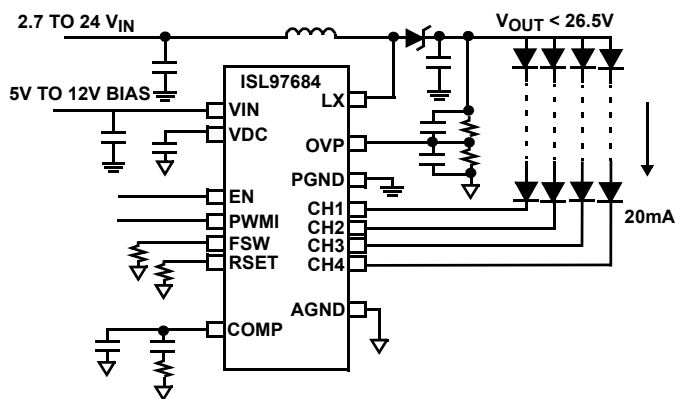 2.7 TO 24 VIN
VOUT < 26.5V
ISL97684
5V TO 12V BIAS
VIN
LX
VDC
OVP
PGND
EN
CH1
20mA
PWMI
CH2
FSW
CH3
RSET
CH4
AGND
COMP